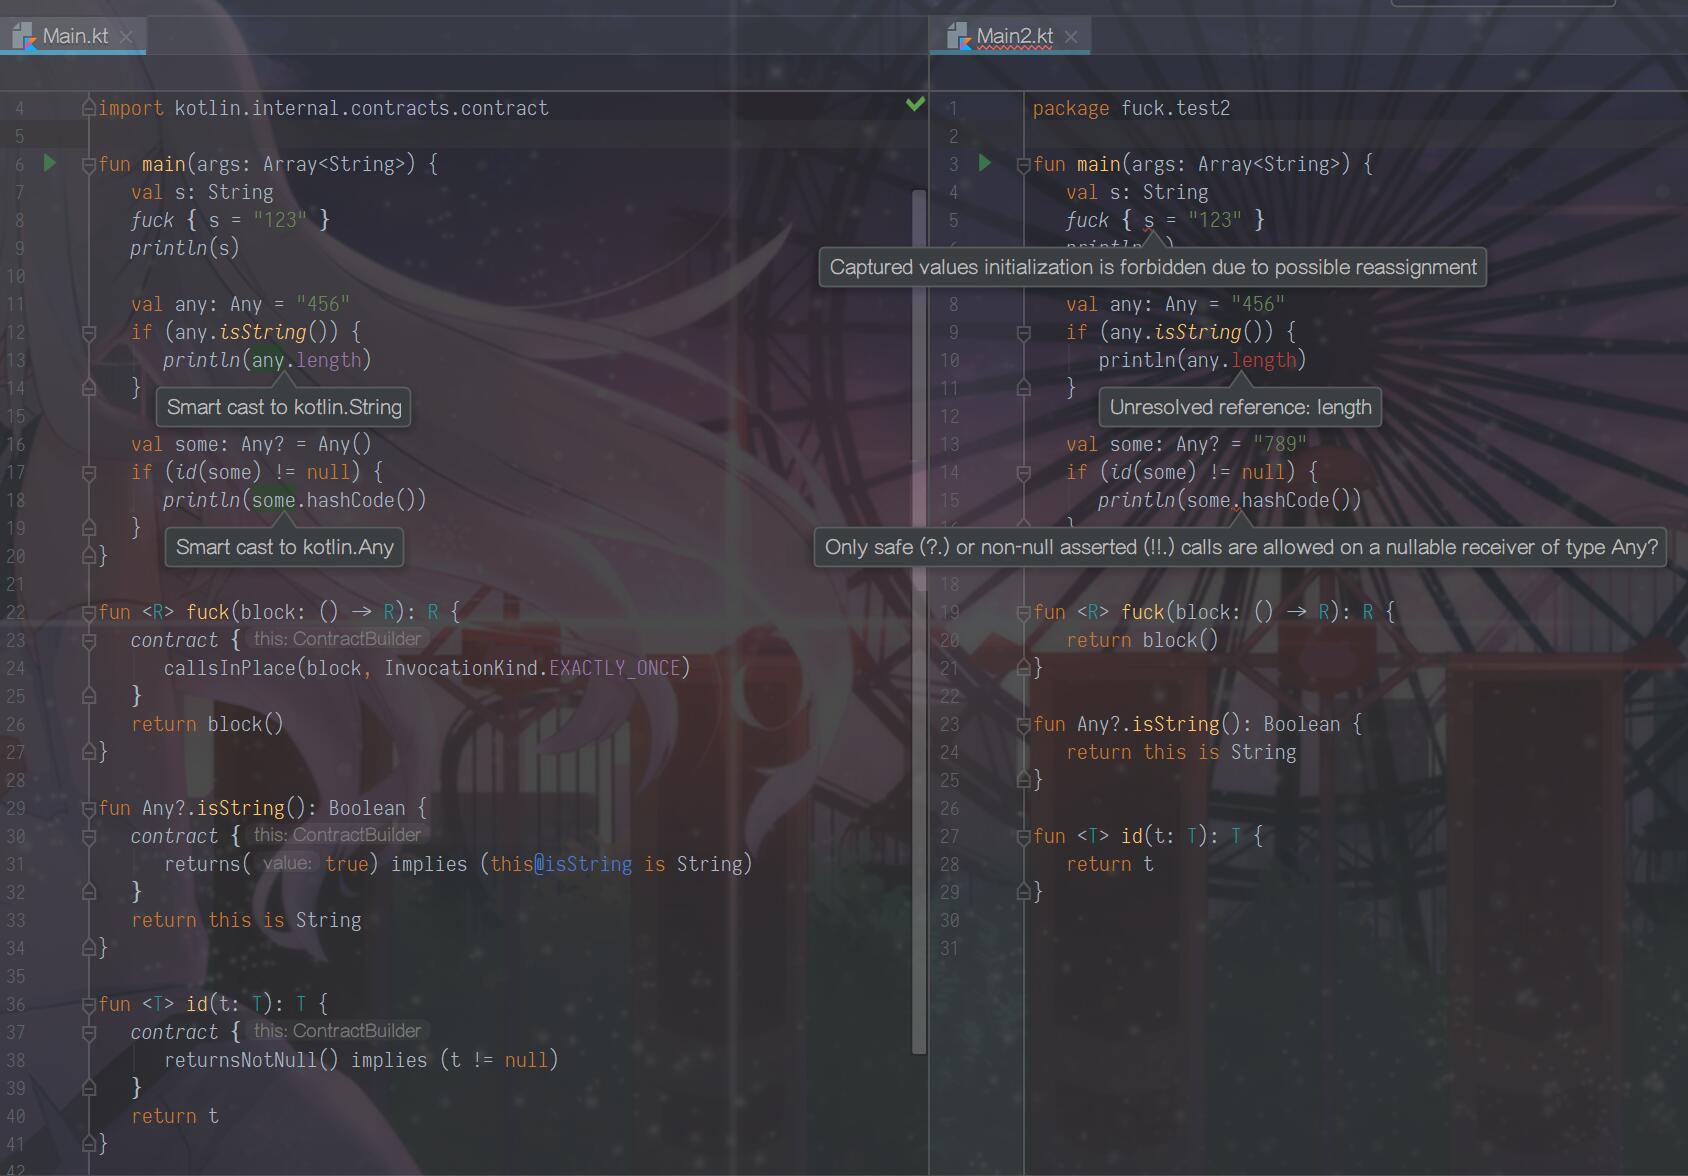 Main.kt
4 import kotlin.internal.contracts.contract
5
6 fun main(args: Array<String>) {
7 val s: String
8 fuck { s = "123" }
9 println(s)
10
11 val any: Any = "456"
12 if (any.isString()) {
13 println(any.length)
14 }
Smart cast to kotlin.String
15
16 val some: Any? = Any()
17 if (id(some) != null) {
18 println(some.hashCode())
19 }
Smart cast to kotlin.Any
20 }
21
22 fun <R> fuck(block: () -> R): R {
23 contract { this: ContractBuilder
24 callsInPlace(block, InvocationKind.EXACTLY_ONCE)
25 }
26 return block()
27 }
28
29 fun Any?.isString(): Boolean {
30 contract { this: ContractBuilder
31 returns( value: true) implies (this@isString is String)
32 }
33 return this is String
34 }
35
36 fun <T> id(t: T): T {
37 contract { this: ContractBuilder
38 returnsNotNull() implies (t != null)
39 }
40 return t
41 }
42
Main2.kt
1 package fuck.test2
2
3 fun main(args: Array<String>) {
4 val s: String
5 fuck { s = "123" }
Captured values initialization is forbidden due to possible reassignment
8 val any: Any = "456"
9 if (any.isString()) {
10 println(any.length)
11 }
Unresolved reference: length
12
13 val some: Any? = "789"
14 if (id(some) != null) {
15 println(some.hashCode())
Only safe (?.) or non-null asserted (!!.) calls are allowed on a nullable receiver of type Any?
18
19 fun <R> fuck(block: () -> R): R {
20 return block()
21 }
22
23 fun Any?.isString(): Boolean {
24 return this is String
25 }
26
27 fun <T> id(t: T): T {
28 return t
29 }
30
31